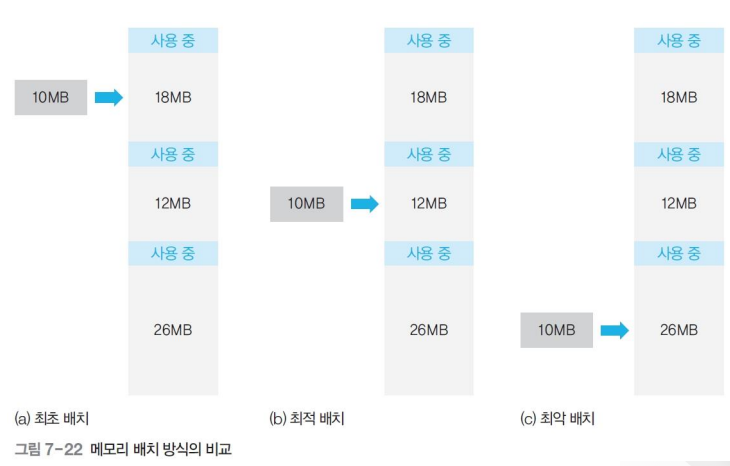 사용 중
10MB
18MB
사용 중
12MB
사용 중
26MB
(a) 최초 배치
사용 중
18MB
사용 중
10MB
12MB
사용 중
26MB
(b) 최적 배치
사용 중
18MB
사용 중
12MB
사용 중
10MB
26MB
(c) 최악 배치
그림 7-22 메모리 배치 방식의 비교